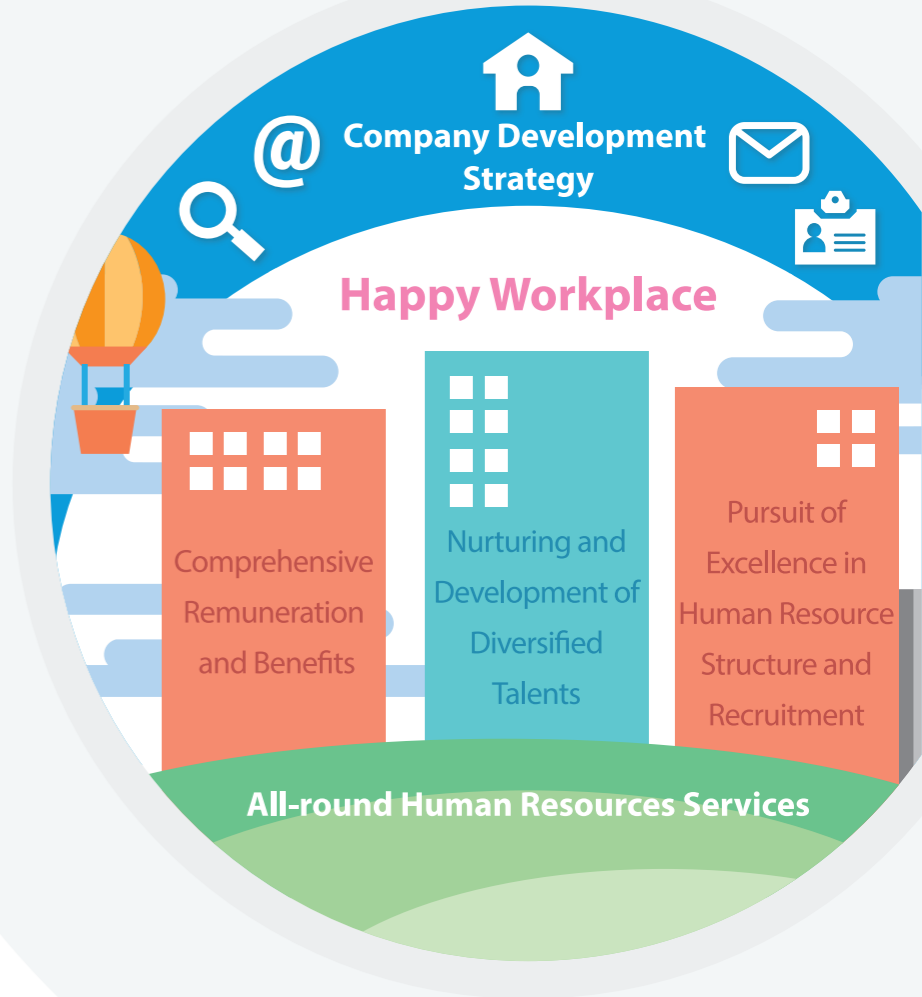 @
Company Development
Strategy
Happy Workplace
Comprehensive
Remuneration
and Benefits
Nurturing and
Development of
Diversified
Talents
Pursuit of
Excellence in
Human Resource
Structure and
Recruitment
All-round Human Resources Services